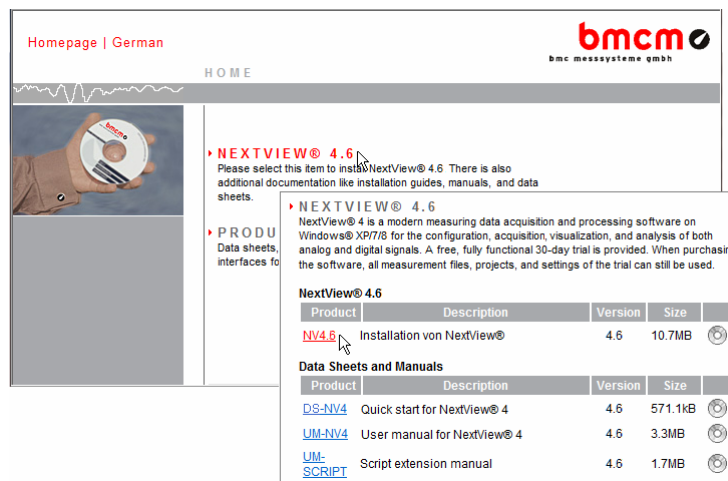 Homepage | German
bmcm
bmc messsysteme gmbh
HOME
bmcm
NEXTVIEW® 4.6
Please select this item to instal NextView® 4.6 There is also
additional documentation like installation guides, manuals, and data
sheets.
PRODU
Data sheets,
interfaces fo
NEXTVIEW® 4.6
NextView® 4 is a modern measuring data acquisition and processing software on
Windows® XP/7/8 for the configuration, acquisition, visualization, and analysis of both
analog and digital signals. A free, fully functional 30-day trial is provided. When purchasin
the software, all measurement files, projects, and settings of the trial can still be used.
NextView® 4.6
Product Description Version Size
NV4.6 Installation von NextView® 4.6 10.7MB
Data Sheets and Manuals
Product Description Version Size
DS-NV4 Quick start for NextView® 4 4.6 571.1kB
UM-NV4 User manual for NextView® 4 4.6 3.3MB
UM-
SCRIPT Script extension manual 4.6 1.7MB